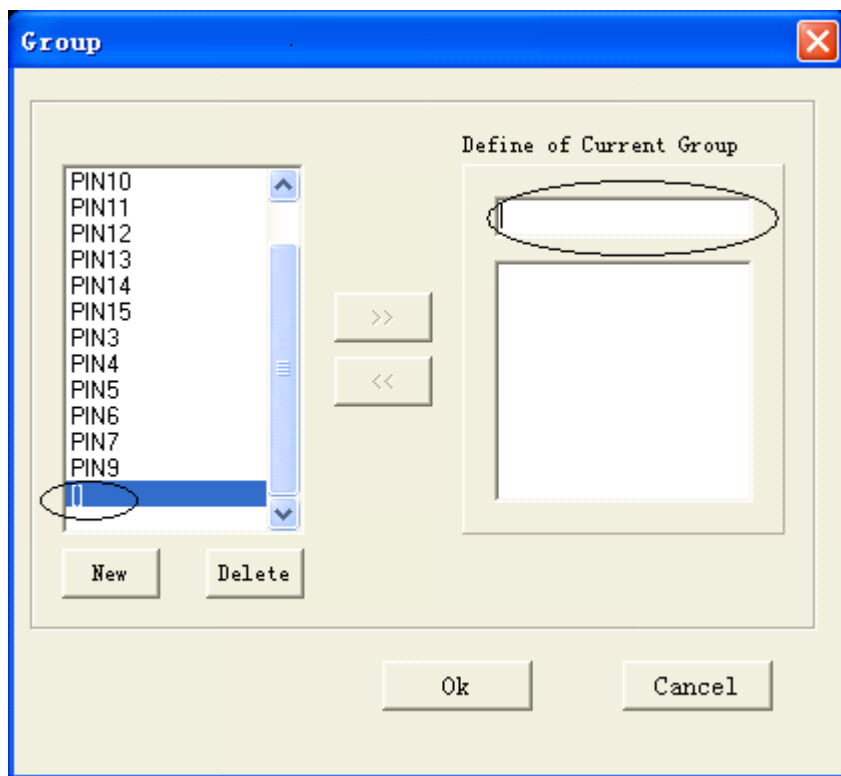 Group
Define of Current Group
PIN10
PIN11
PIN12
PIN13
PIN14
PIN15
PIN3
PIN4
PIN5
PIN6
PIN7
PIN9
[]
>>
<<
New
Delete
Ok
Cancel